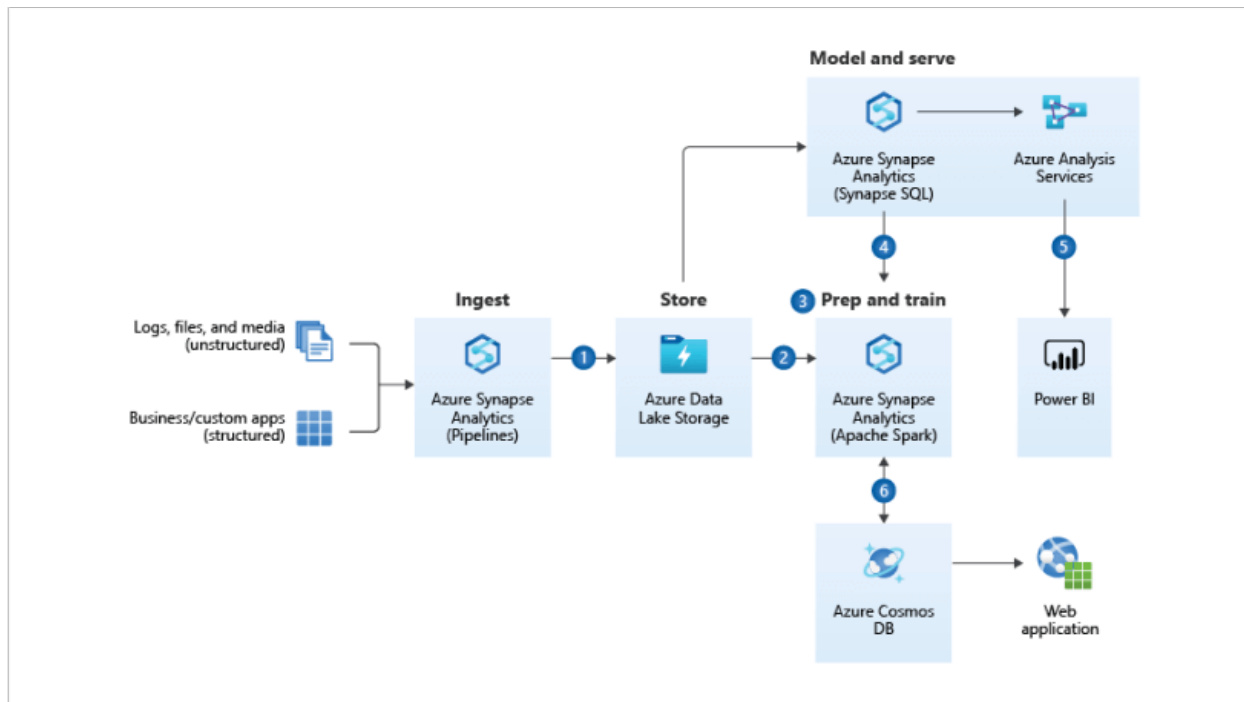 Model and serve
Azure Synapse
Analytics
(Synapse SQL)
Azure Analysis
Services
4
5
Ingest
Store
3
Prep and train
Logs, files, and media
(unstructured)
Business/custom apps
(structured)
Azure Synapse
Analytics
(Pipelines)
1
Azure Data
Lake Storage
2
Azure Synapse
Analytics
(Apache Spark)
Power BI
6
Azure Cosmos
DB
Web
application